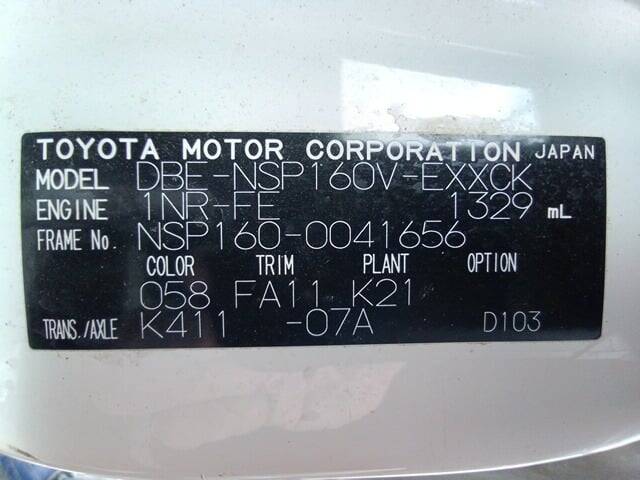 TOYOTA MOTOR CORPORATION JAPAN
MODEL DBE-NSP160V-EXXCK
ENGINE 1NR-FE 1329 mL
FRAME No. NSP160-0041656
COLOR TRIM PLANT OPTION
058 FA11 K21
TRANS./AXLE K411 -07A D103